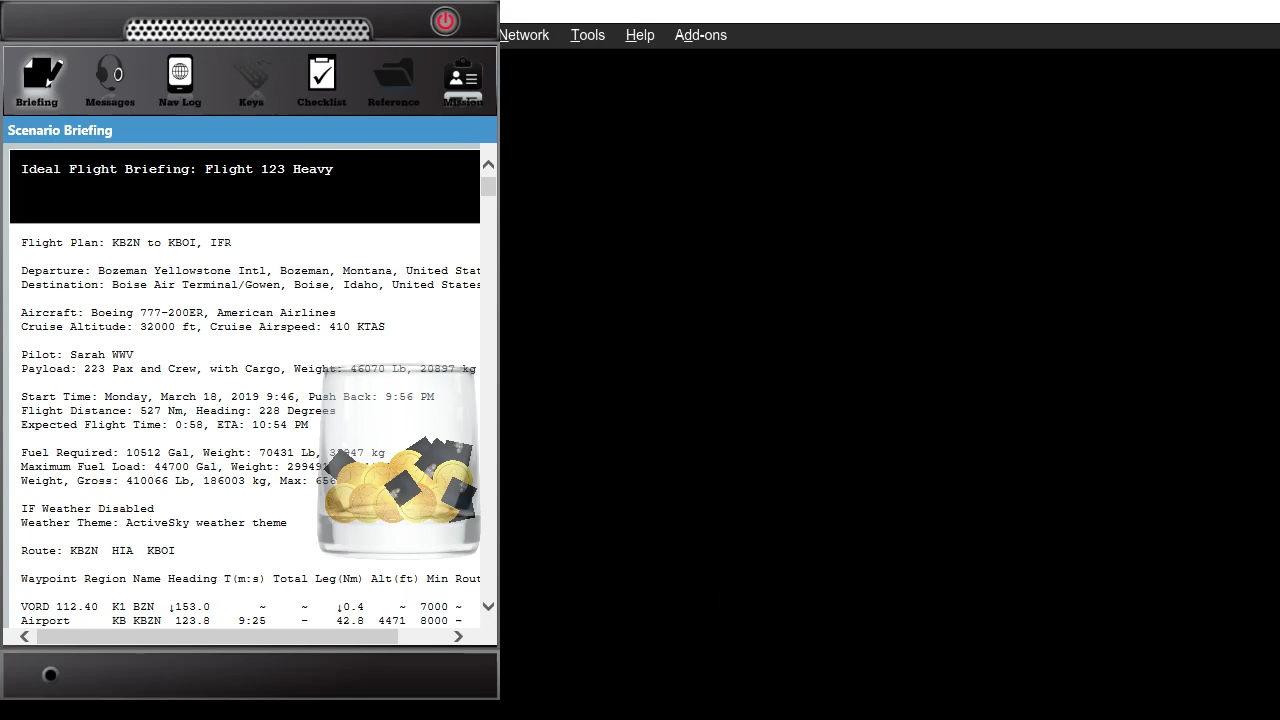 Network Tools Help Add-ons
Briefing Messages Nav Log Keys Checklist Reference Mission
Scenario Briefing
Ideal Flight Briefing: Flight 123 Heavy
Flight Plan: KBZN to KBOI, IFR
Departure: Bozeman Yellowstone Intl, Bozeman, Montana, United Stat
Destination: Boise Air Terminal/Gowen, Boise, Idaho, United States
Aircraft: Boeing 777-200ER, American Airlines
Cruise Altitude: 32000 ft, Cruise Airspeed: 410 KTAS
Pilot: Sarah WWV
Payload: 223 Pax and Crew, with Cargo, Weight: 46070 Lb, 20897 kg
Start Time: Monday, March 18, 2019 9:46, Push Back: 9:56 PM
Flight Distance: 527 Nm, Heading: 228 Degrees
Expected Flight Time: 0:58, ETA: 10:54 PM
Fuel Required: 10512 Gal, Weight: 70431 Lb, kg
Maximum Fuel Load: 44700 Gal, Weight: 29949
Weight, Gross: 410066 Lb, 186003 kg, Max: 656
IF Weather Disabled
Weather Theme: ActiveSky weather theme
Route: KBZN HIA KBOI
Waypoint Region Name Heading T(m:s) Total Leg(Nm) Alt(ft) Min Rout
VORD 112.40 K1 BZN ↓153.0 ~ ~ ↓0.4 ~ 7000 ~
Airport KB KBZN 123.8 9:25 ~ 42.8 4471 8000 ~